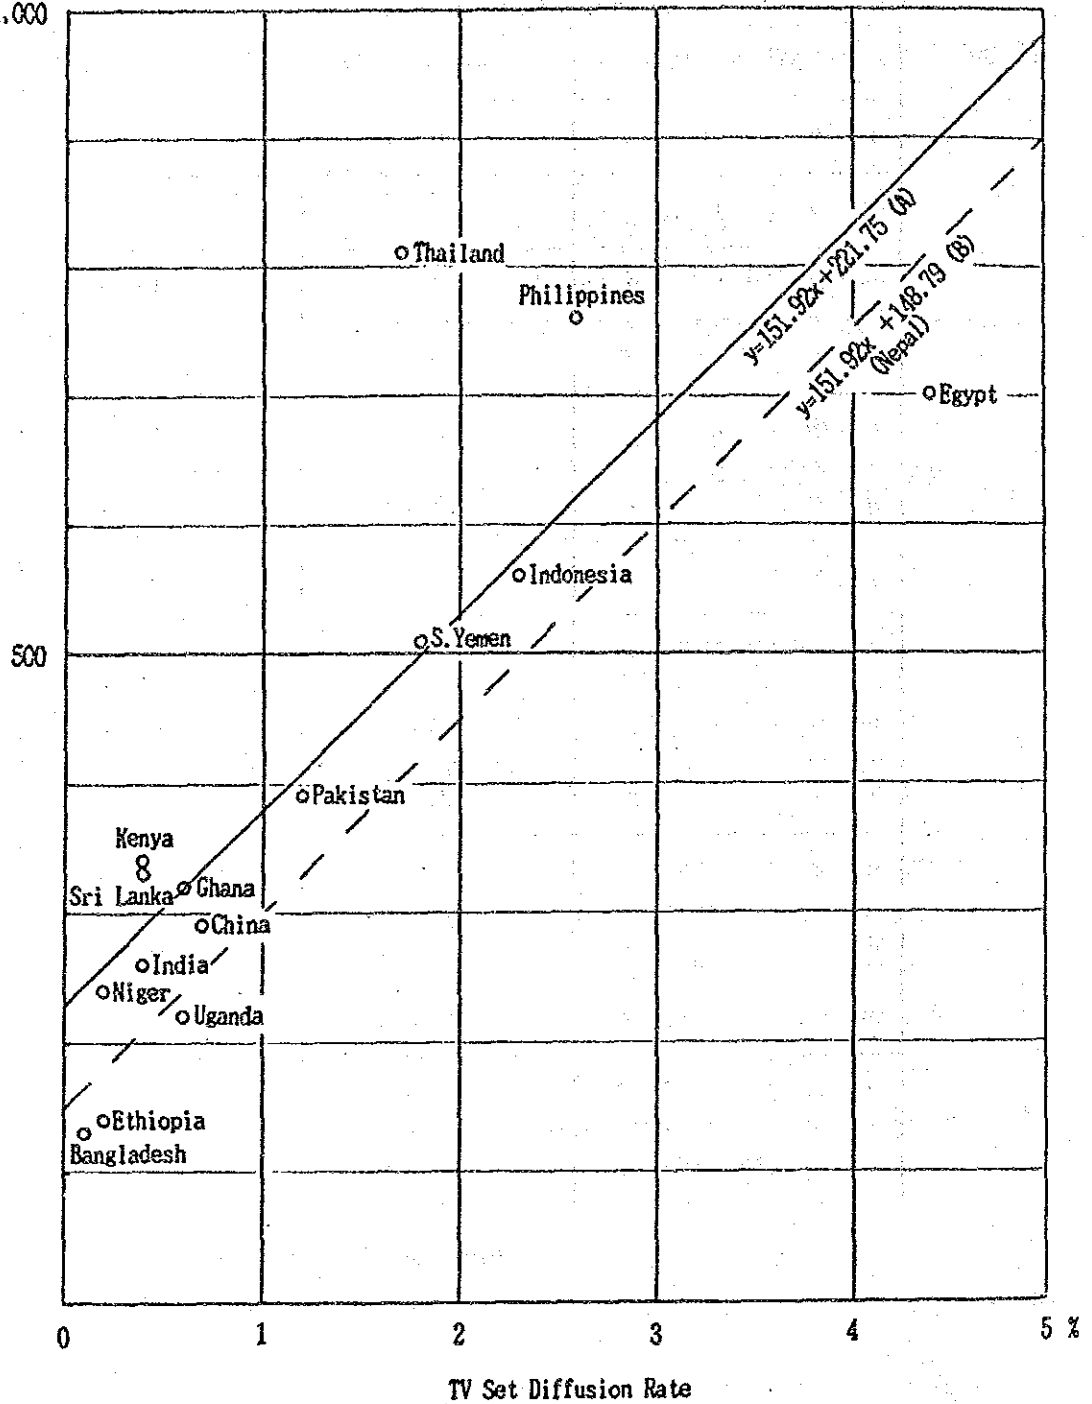 .000
Thailand
Philippines
y=151.92x+221.75 (A)
y=151.92x +148.79 (B)
(Nepal)
Egypt
Indonesia
S.Yemen
500
Pakistan
Kenya
Sri Lanka
Ghana
China
India
Niger
Uganda
Ethiopia
Bangladesh
0 1 2 3 4 5 %
TV Set Diffusion Rate